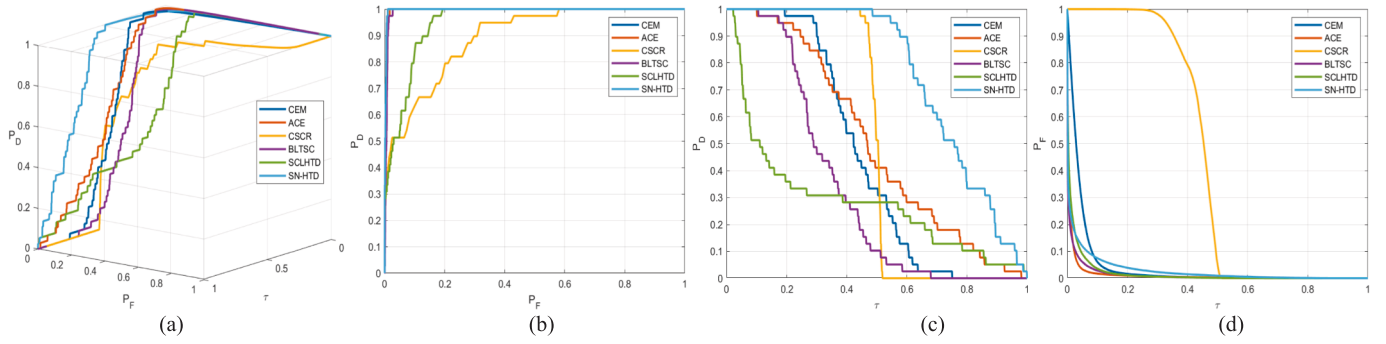 1
0.8
P_D
0.6
0.4
0.2
0
0
0.2
0.4
0.6
0.8
1
P_F
1
0.5
0
τ
CEM
ACE
CSCR
BLTSC
SCLHTD
SN-HTD
(a)
1
0.9
0.8
0.7
0.6
P_D
0.5
0.4
0.3
0.2
0.1
0
0 0.2 0.4 0.6 0.8 1
P_F
CEM
ACE
CSCR
BLTSC
SCLHTD
SN-HTD
(b)
1
0.9
0.8
0.7
0.6
P_D
0.5
0.4
0.3
0.2
0.1
0
0 0.2 0.4 0.6 0.8 1
τ
CEM
ACE
CSCR
BLTSC
SCLHTD
SN-HTD
(c)
1
0.9
0.8
0.7
0.6
P_F
0.5
0.4
0.3
0.2
0.1
0
0 0.2 0.4 0.6 0.8 1
τ
CEM
ACE
CSCR
BLTSC
SCLHTD
SN-HTD
(d)